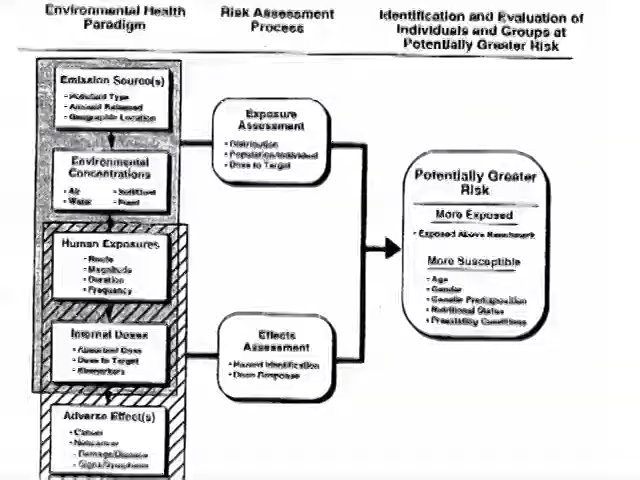 Environmental Health
Paradigm
Risk Assessment
Process
Identification and Evaluation of
Individuals and Groups at
Potentially Greater Risk
Emission Source(s)
• Pollutant Type
• Amount Released
• Geographic Location
Environmental
Concentrations
• Air
• Water
• Food
Human Exposures
• Route
• Magnitude
• Duration
• Frequency
Internal Doses
• Absorbed Dose
• Dose to Target
• Biomarkers
Adverse Effect(s)
• Cancer
• Noncancer
- Damage/Disease
- Signs/Symptoms
Exposure
Assessment
• Distribution
• Population/Individual
• Dose to Target
Effects
Assessment
• Hazard Identification
• Dose Response
Potentially Greater
Risk
More Exposed
• Exposed Above Benchmark
More Susceptible
• Age
• Gender
• Genetic Predisposition
• Nutritional Status
• Preexisting Conditions